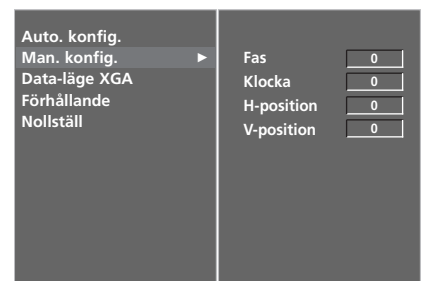 Auto. konfig.
Man. konfig. ►
Data-läge XGA
Förhållande
Nollställ
Fas 0
Klocka 0
H-position 0
V-position 0